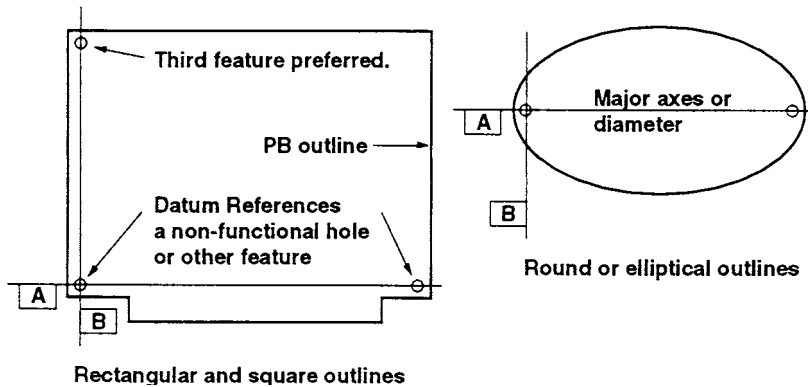 Third feature preferred.
PB outline
Datum References
a non-functional hole
or other feature
A
B
Rectangular and square outlines
Major axes or
diameter
A
B
Round or elliptical outlines